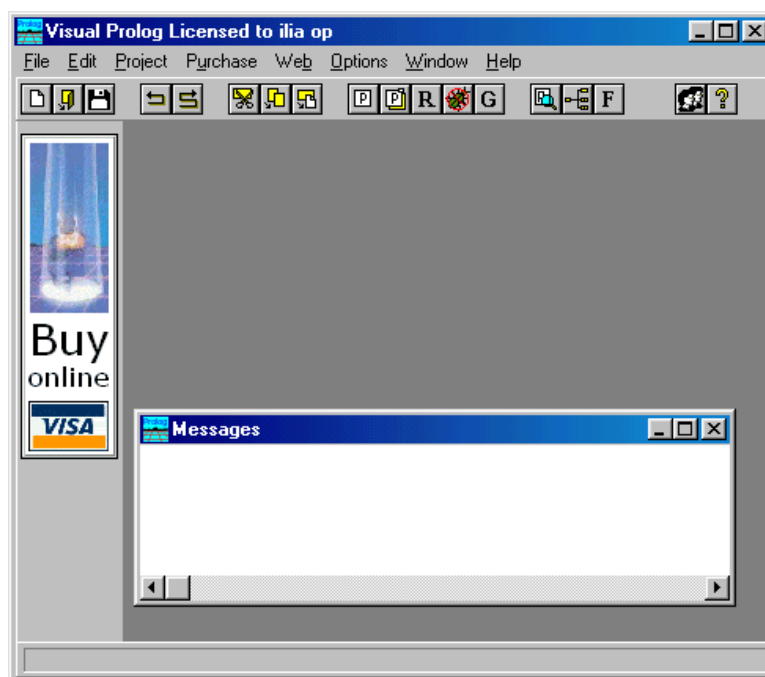 Visual Prolog Licensed to ilia op
File Edit Project Purchase Web Options Window Help
P P R G F ?
Buy
online
VISA
Messages